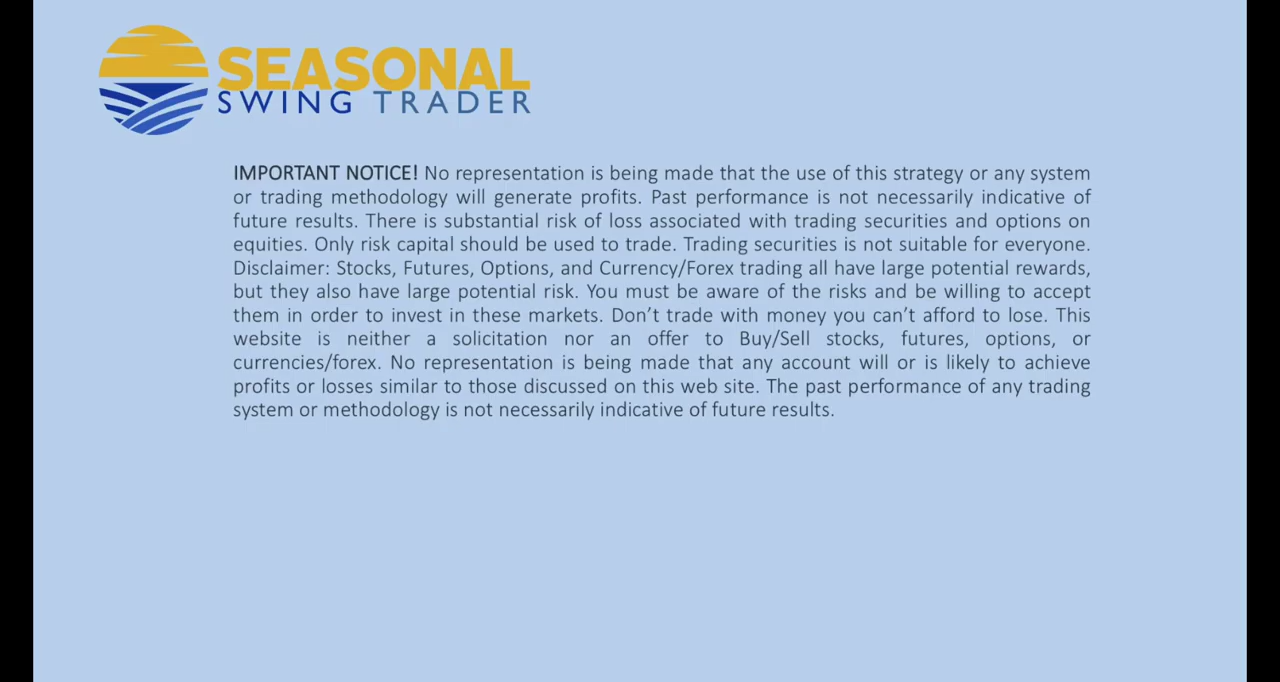 SEASONAL
SWING TRADER
IMPORTANT NOTICE! No representation is being made that the use of this strategy or any system
or trading methodology will generate profits. Past performance is not necessarily indicative of
future results. There is substantial risk of loss associated with trading securities and options on
equities. Only risk capital should be used to trade. Trading securities is not suitable for everyone.
Disclaimer: Stocks, Futures, Options, and Currency/Forex trading all have large potential rewards,
but they also have large potential risk. You must be aware of the risks and be willing to accept
them in order to invest in these markets. Don’t trade with money you can’t afford to lose. This
website is neither a solicitation nor an offer to Buy/Sell stocks, futures, options, or
currencies/forex. No representation is being made that any account will or is likely to achieve
profits or losses similar to those discussed on this web site. The past performance of any trading
system or methodology is not necessarily indicative of future results.